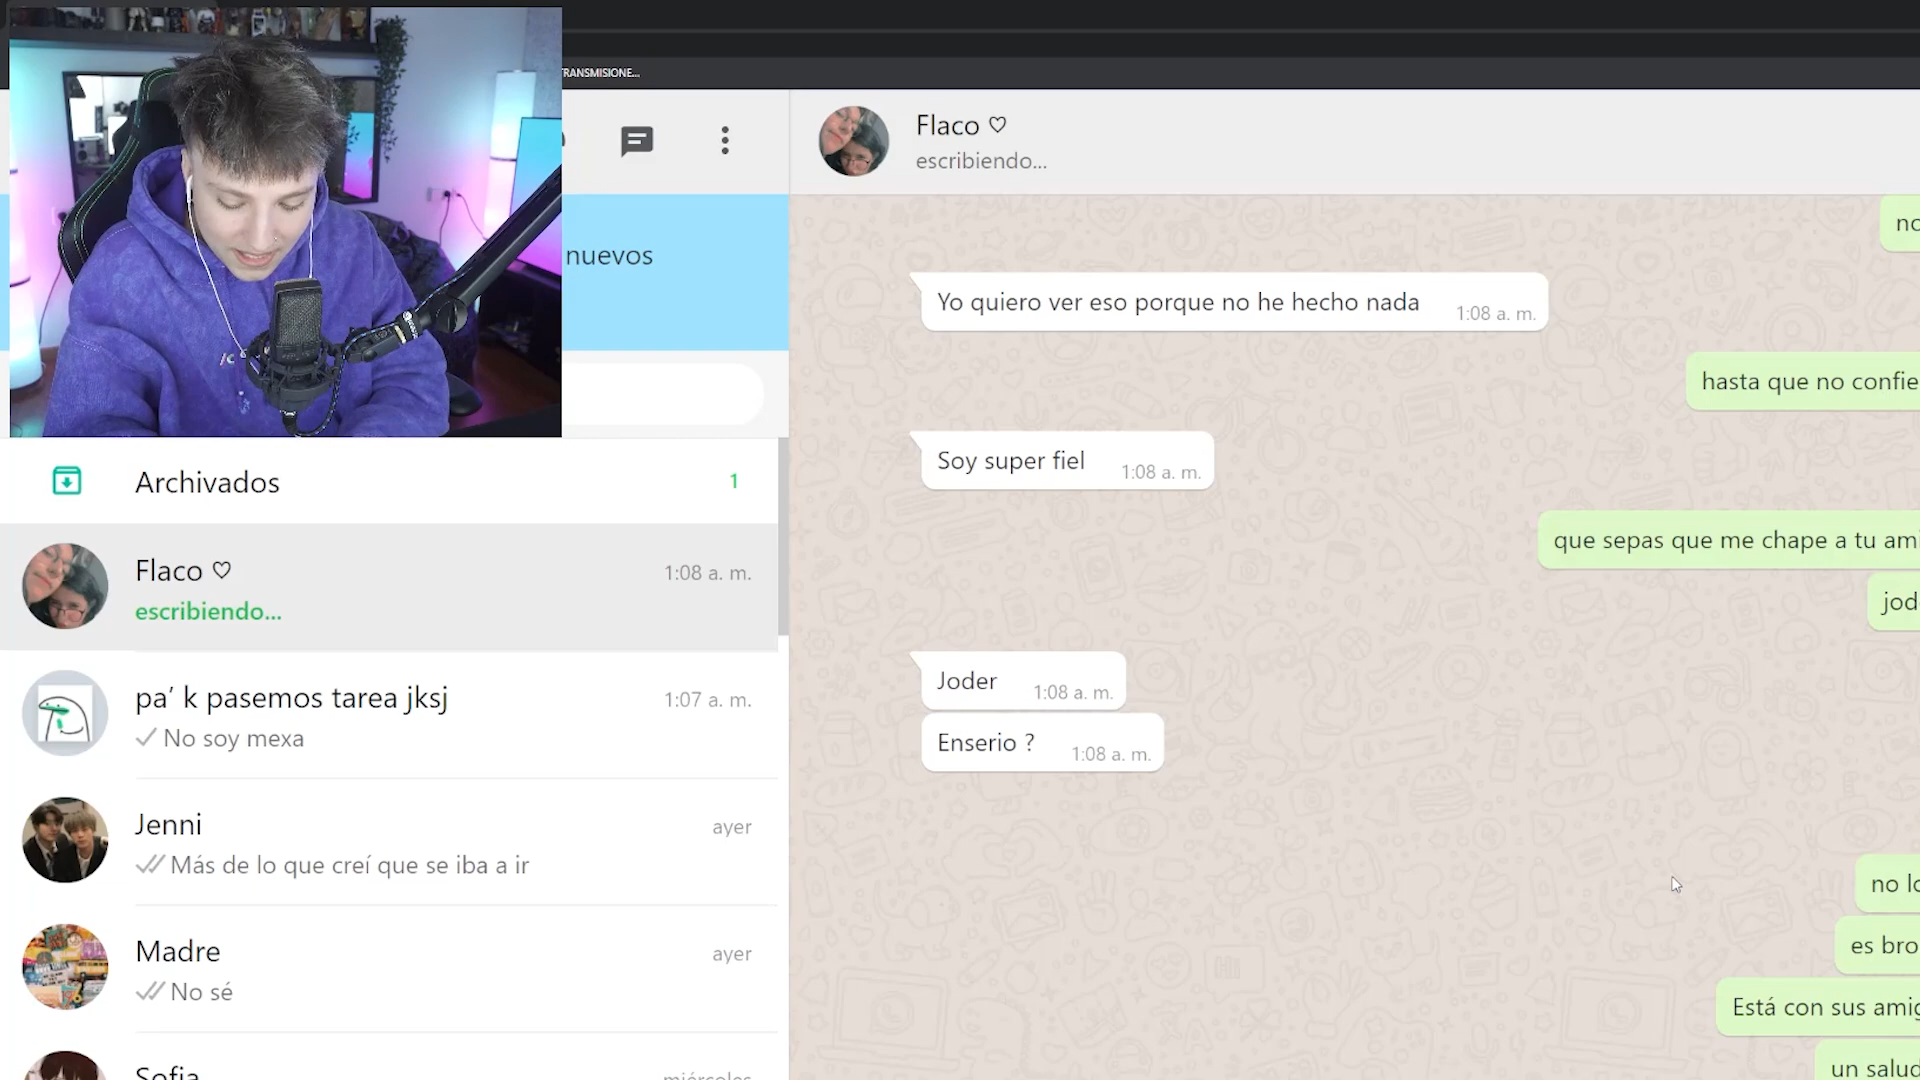 TRANSMISIONE...
nuevos
Archivados
1
Flaco ♡
1:08 a. m.
escribiendo...
pa' k pasemos tarea jksj
1:07 a. m.
No soy mexa
Jenni
ayer
Más de lo que creí que se iba a ir
Madre
ayer
No sé
Sofia
miércoles
Flaco ♡
escribiendo...
Yo quiero ver eso porque no he hecho nada
1:08 a. m.
hasta que no confie
Soy super fiel
1:08 a. m.
que sepas que me chape a tu ami
jod
Joder
1:08 a. m.
Enserio ?
1:08 a. m.
no lo
es bro
Está con sus amig
un salud